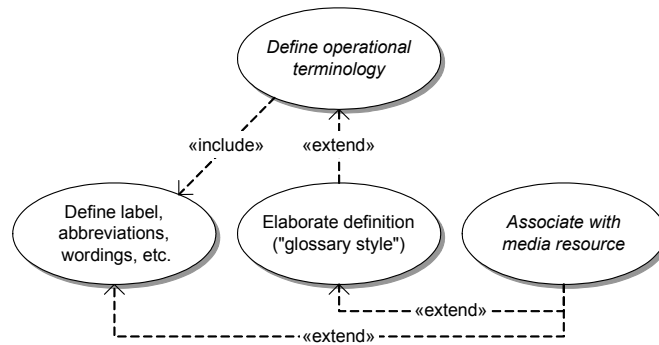 Define operational
terminology
«include»
«extend»
Define label,
abbreviations,
wordings, etc.
Elaborate definition
("glossary style")
Associate with
media resource
«extend»
«extend»